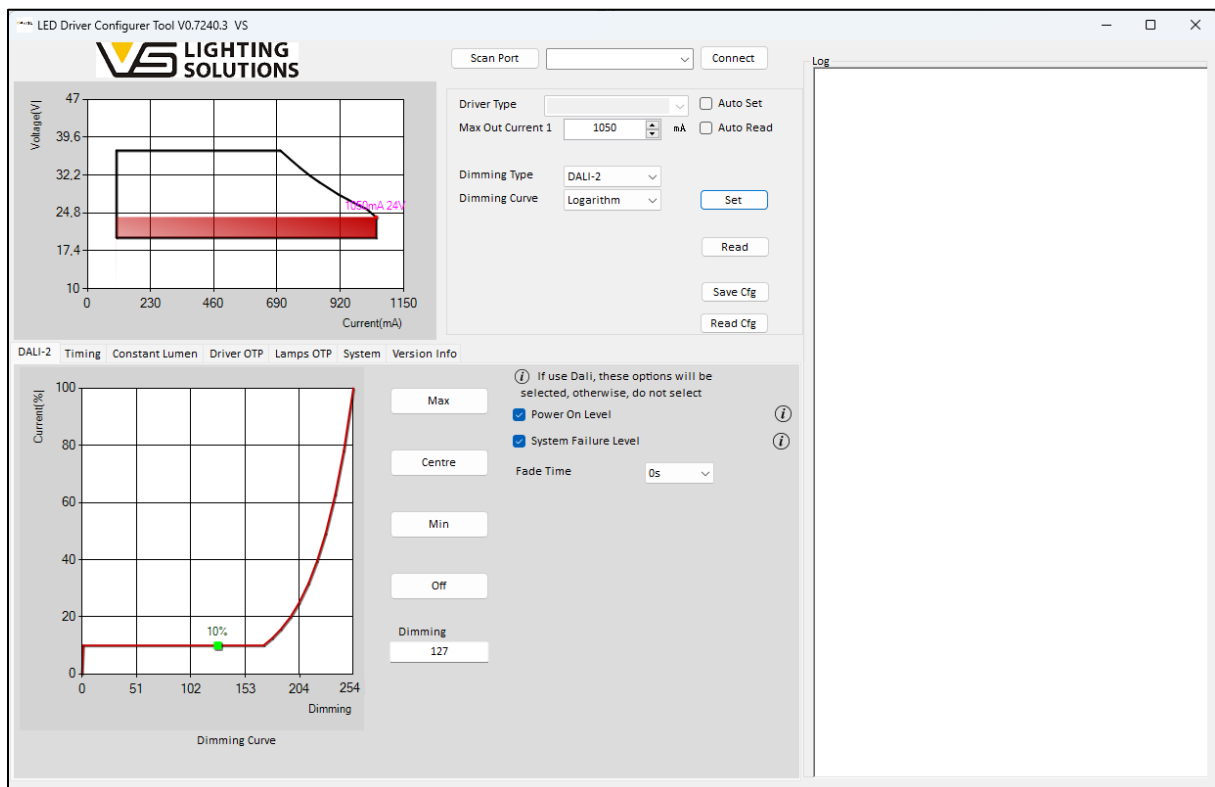 LED Driver Configurer Tool V0.7240.3 VS
VS LIGHTING
SOLUTIONS
Scan Port
Connect
Log
Voltage[V]
47
39,6
32,2
24,8
17,4
10
1050mA 24V
0 230 460 690 920 1150
Current(mA)
Driver Type
Auto Set
Max Out Current 1 1050 mA
Auto Read
Dimming Type DALI-2
Dimming Curve Logarithm
Set
Read
Save Cfg
Read Cfg
DALI-2 Timing Constant Lumen Driver OTP Lamps OTP System Version Info
Current[%]
100
80
60
40
20
0
10%
0 51 102 153 204 254
Dimming
Dimming Curve
Max
Centre
Min
Off
Dimming
127
i If use Dali, these options will be
selected, otherwise, do not select
Power On Level i
System Failure Level i
Fade Time 0s